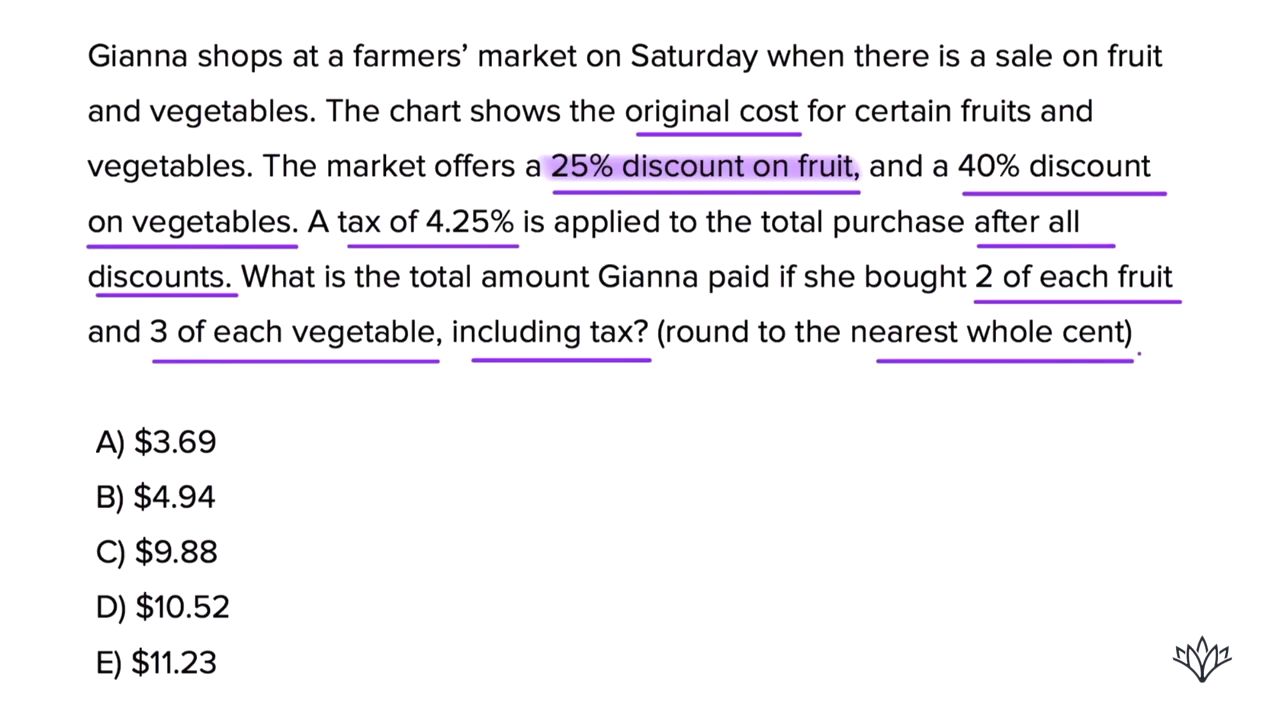 Gianna shops at a farmers’ market on Saturday when there is a sale on fruit
and vegetables. The chart shows the original cost for certain fruits and
vegetables. The market offers a 25% discount on fruit, and a 40% discount
on vegetables. A tax of 4.25% is applied to the total purchase after all
discounts. What is the total amount Gianna paid if she bought 2 of each fruit
and 3 of each vegetable, including tax? (round to the nearest whole cent)
A) $3.69
B) $4.94
C) $9.88
D) $10.52
E) $11.23